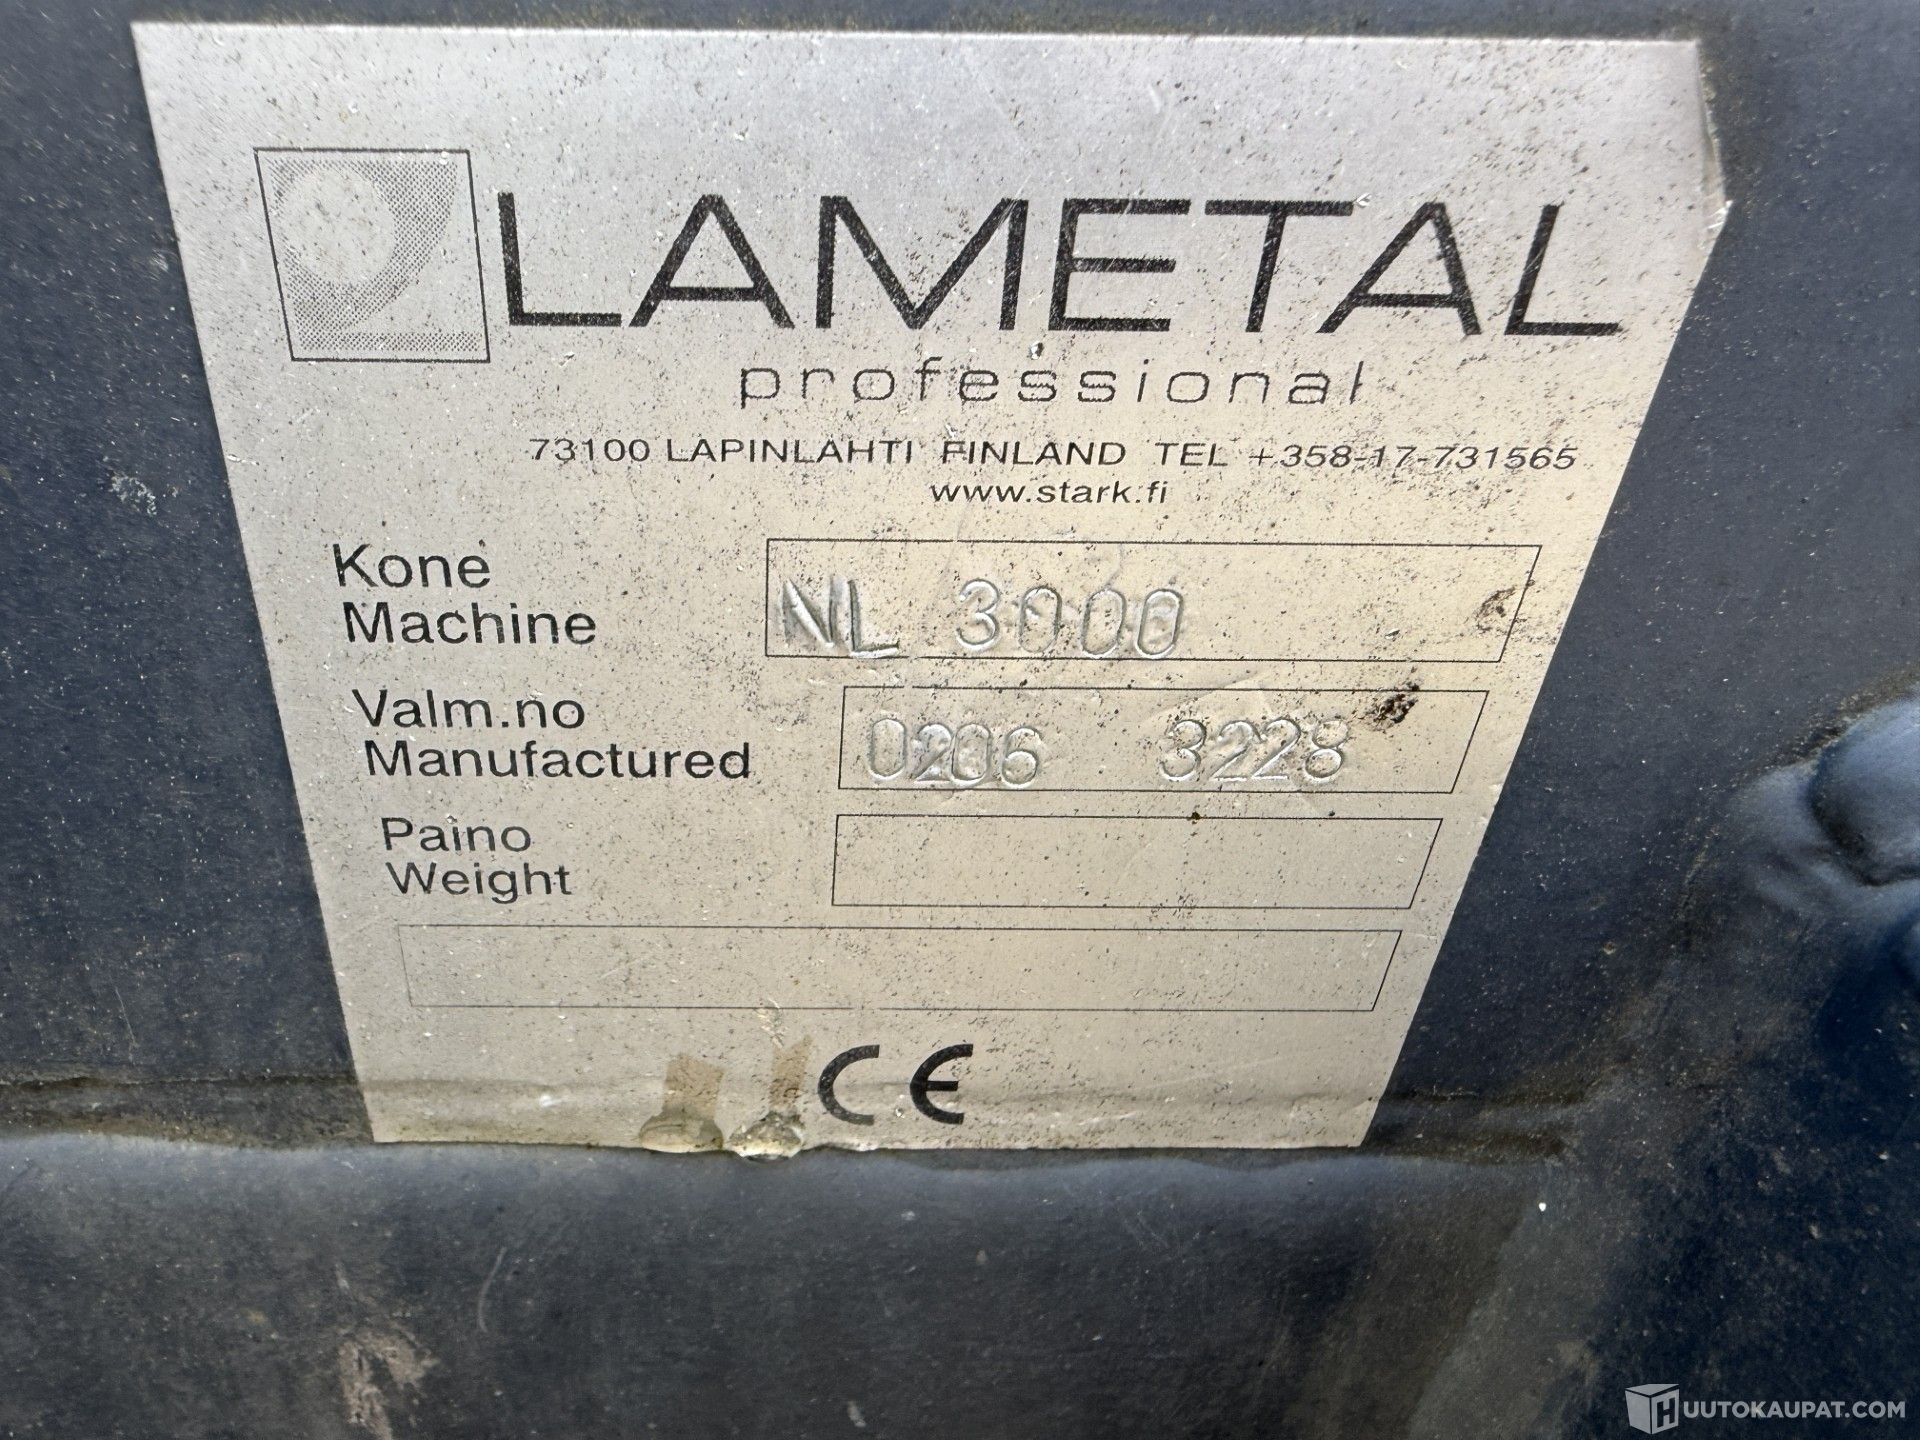 LAMETAL
professional
73100 LAPINLAHTI FINLAND TEL +358-17-731565
www.stark.fi
Kone
Machine NL 3000
Valm.no
Manufactured 0206 3228
Paino
Weight
CE
HUUTOKAUPAT.COM